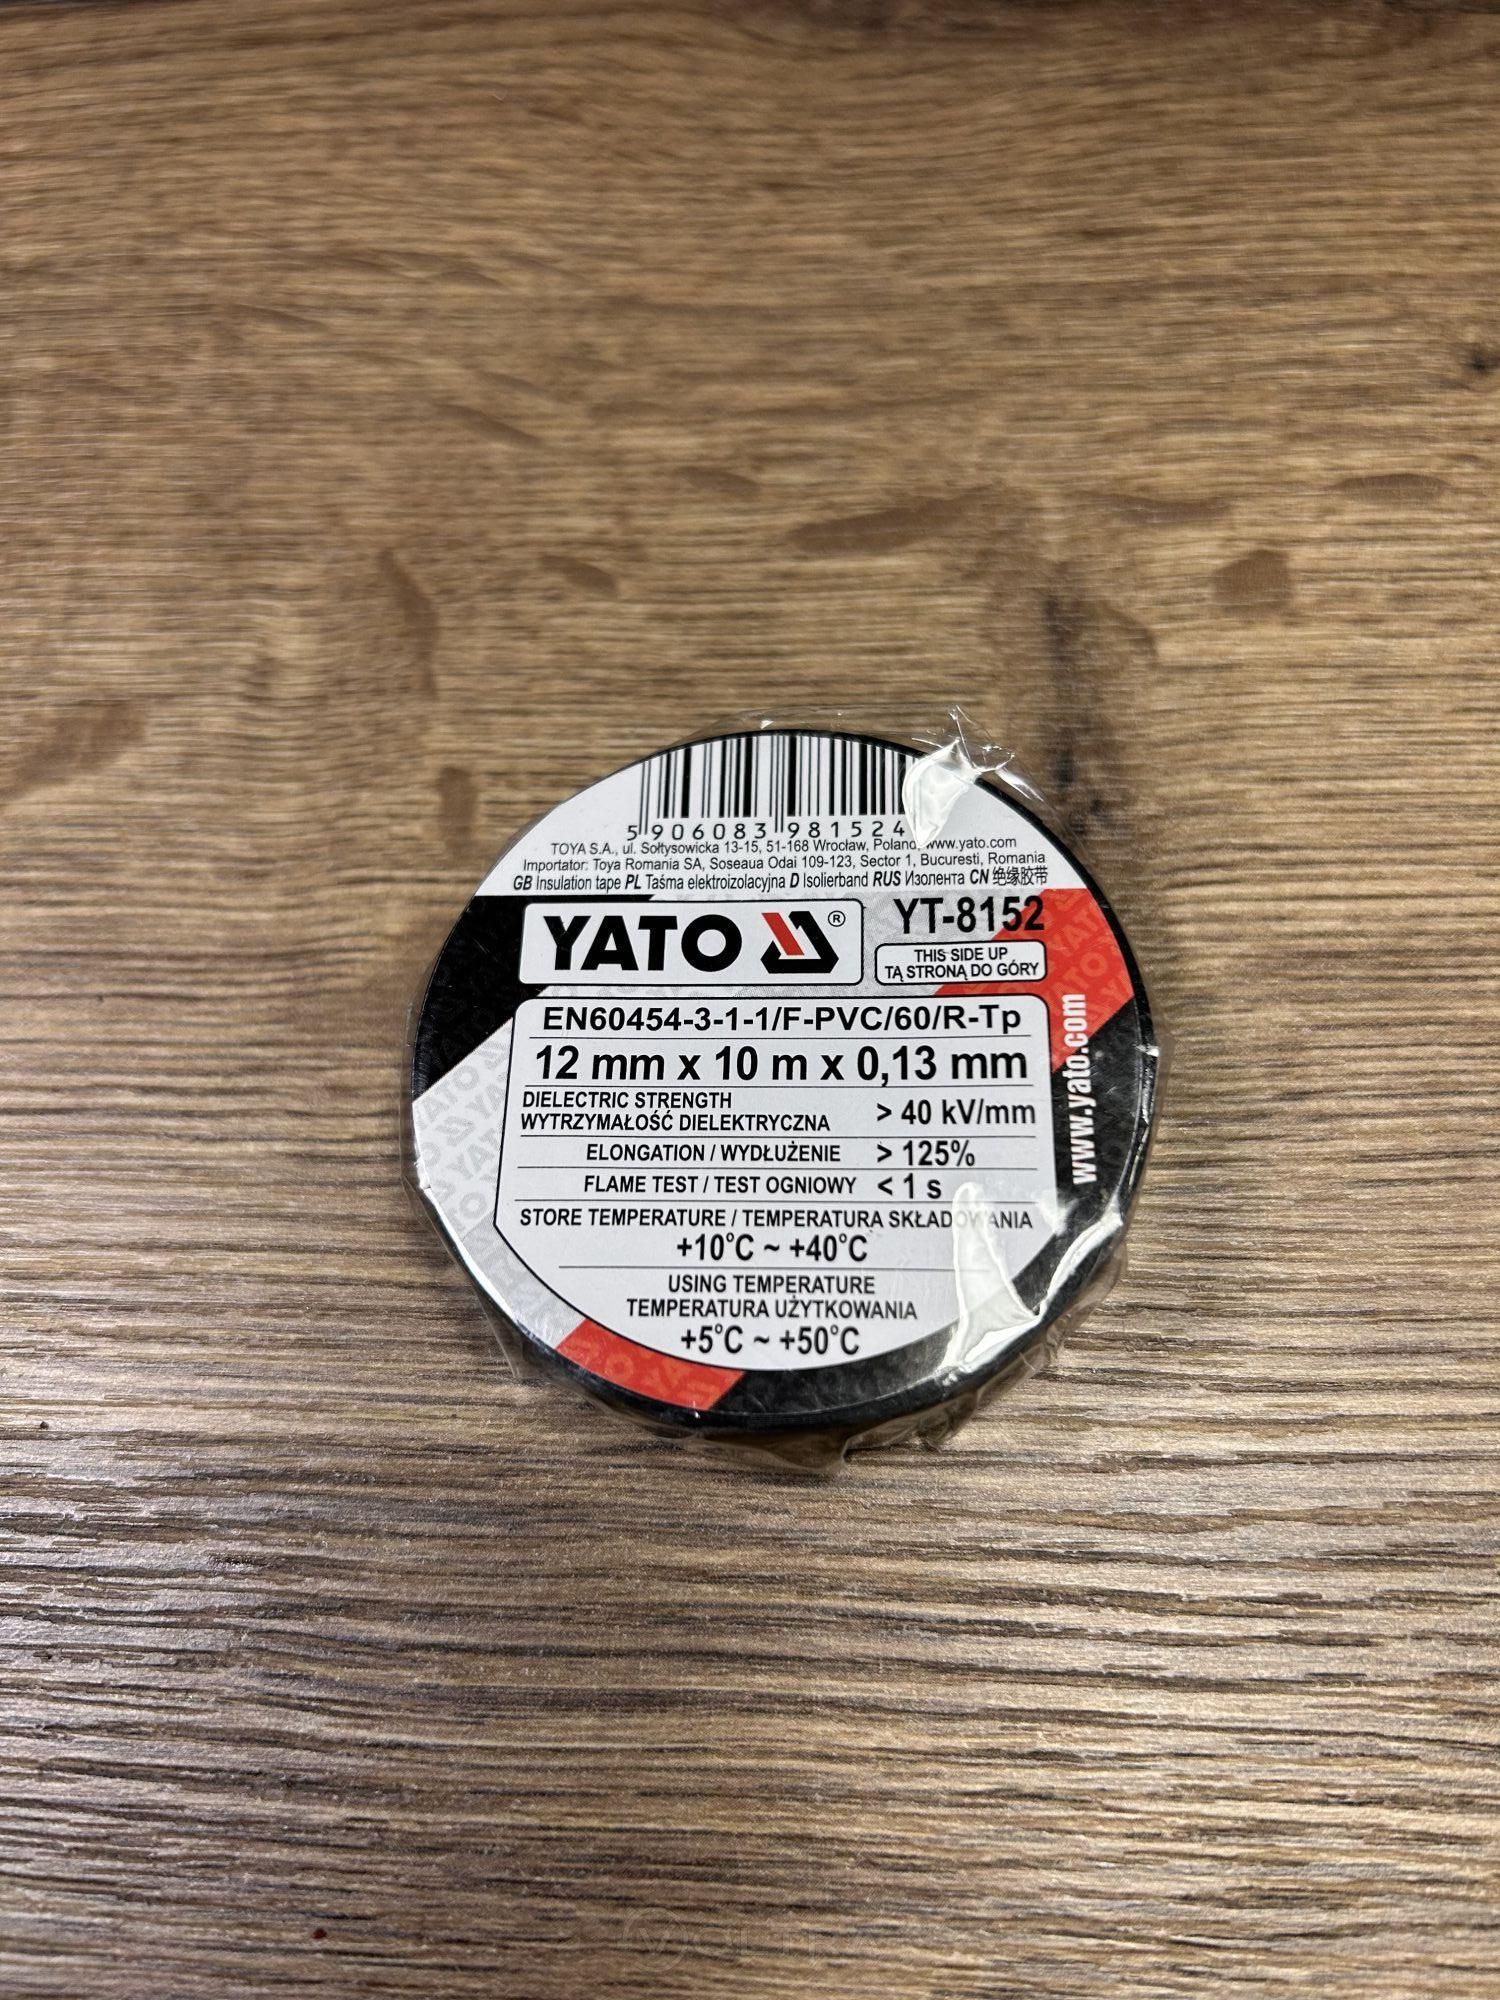 5 906083 981524
TOYA S.A., ul. Sołtysowicka 13-15, 51-168 Wrocław, Poland, www.yato.com
Importator: Toya Romania SA, Soseaua Odai 109-123, Sector 1, Bucuresti, Romania
GB Insulation tape PL Taśma elektroizolacyjna D Isolierband RUS Изолента CN 绝缘胶带
YATO ® YT-8152
THIS SIDE UP
TĄ STRONĄ DO GÓRY
EN60454-3-1-1/F-PVC/60/R-Tp
12 mm x 10 m x 0,13 mm
DIELECTRIC STRENGTH
WYTRZYMAŁOŚĆ DIELEKTRYCZNA > 40 kV/mm
ELONGATION / WYDŁUŻENIE > 125%
FLAME TEST / TEST OGNIOWY < 1 s
STORE TEMPERATURE / TEMPERATURA SKŁADOWANIA
+10°C ~ +40°C
USING TEMPERATURE
TEMPERATURA UŻYTKOWANIA
+5°C ~ +50°C
www.yato.com